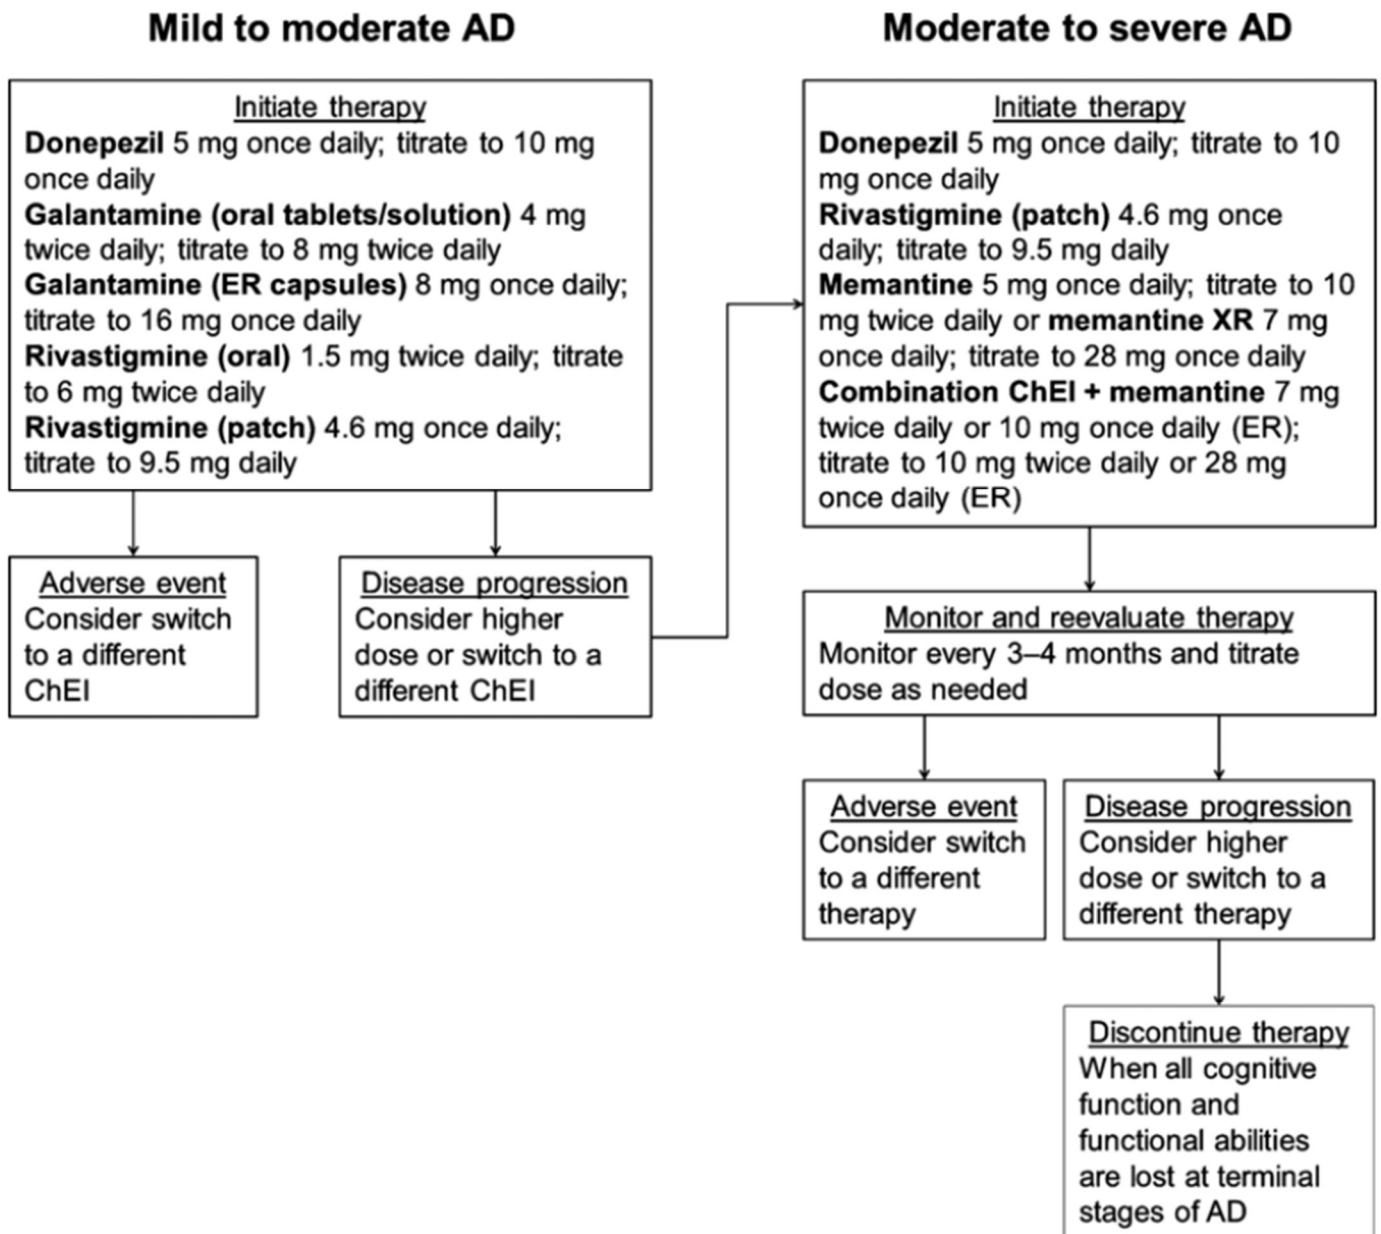 Mild to moderate AD
Initiate therapy
Donepezil 5 mg once daily; titrate to 10 mg
once daily
Galantamine (oral tablets/solution) 4 mg
twice daily; titrate to 8 mg twice daily
Galantamine (ER capsules) 8 mg once daily;
titrate to 16 mg once daily
Rivastigmine (oral) 1.5 mg twice daily; titrate
to 6 mg twice daily
Rivastigmine (patch) 4.6 mg once daily;
titrate to 9.5 mg daily
Adverse event
Consider switch
to a different
ChEI
Disease progression
Consider higher
dose or switch to a
different ChEI
Moderate to severe AD
Initiate therapy
Donepezil 5 mg once daily; titrate to 10
mg once daily
Rivastigmine (patch) 4.6 mg once
daily; titrate to 9.5 mg daily
Memantine 5 mg once daily; titrate to 10
mg twice daily or memantine XR 7 mg
once daily; titrate to 28 mg once daily
Combination ChEI + memantine 7 mg
twice daily or 10 mg once daily (ER);
titrate to 10 mg twice daily or 28 mg
once daily (ER)
Monitor and reevaluate therapy
Monitor every 3–4 months and titrate
dose as needed
Adverse event
Consider switch
to a different
therapy
Disease progression
Consider higher
dose or switch to a
different therapy
Discontinue therapy
When all cognitive
function and
functional abilities
are lost at terminal
stages of AD